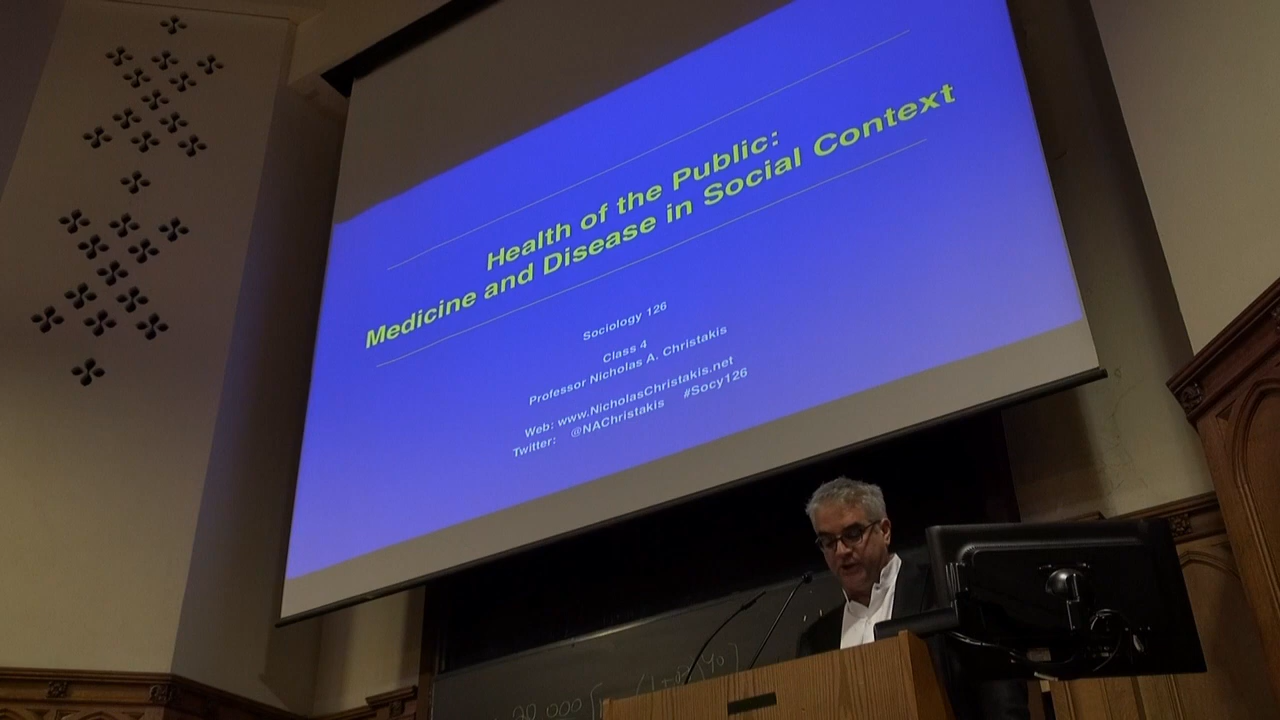 Health of the Public:
Medicine and Disease in Social Context
Sociology 126
Class 4
Professor Nicholas A. Christakis
Web: www.NicholasChristakis.net
Twitter: @NAChristakis #Socy126